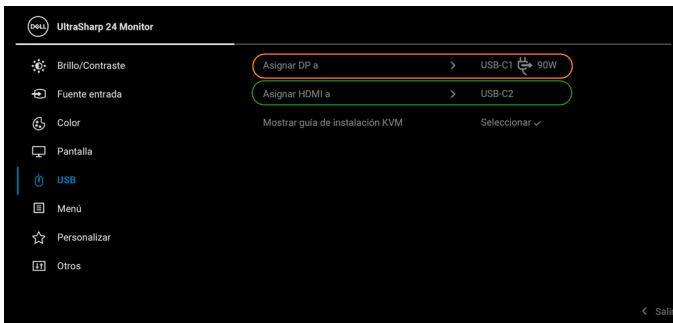 DELL UltraSharp 24 Monitor
Brillo/Contraste
Asignar DP a > USB-C1 90W
Fuente entrada
Asignar HDMI a > USB-C2
Color
Mostrar guía de instalación KVM Seleccionar ✓
Pantalla
USB
Menú
Personalizar
Otros
< Salir